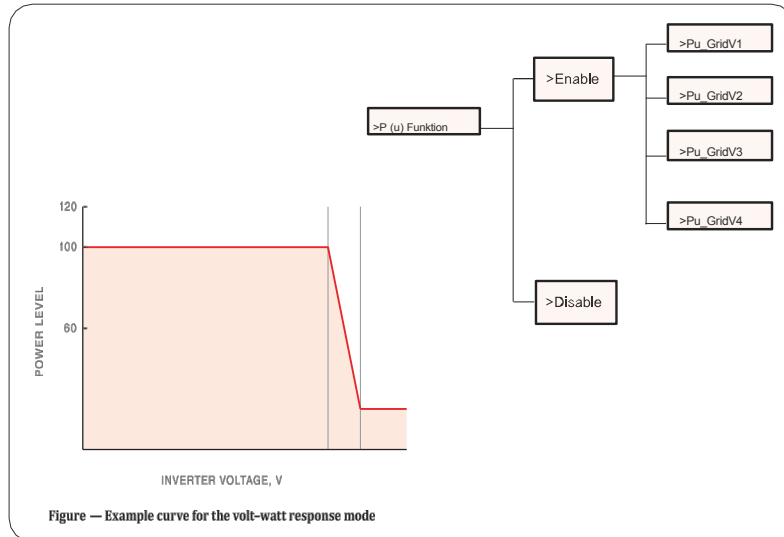 >P (u) Funktion
>Enable
>Disable
>Pu_GridV1
>Pu_GridV2
>Pu_GridV3
>Pu_GridV4
120
100
60
POWER LEVEL
INVERTER VOLTAGE, V
Figure — Example curve for the volt–watt response mode